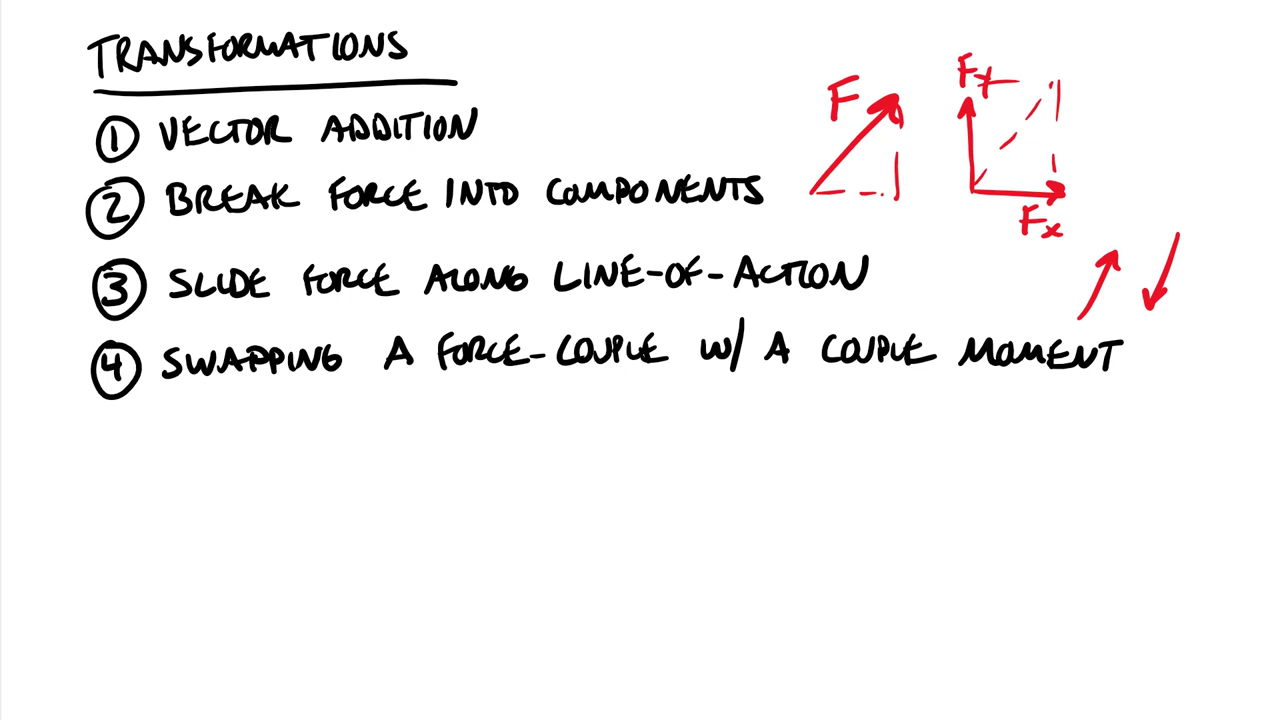 TRANSFORMATIONS
① VECTOR ADDITION
② BREAK FORCE INTO COMPONENTS
③ SLIDE FORCE ALONG LINE-OF-ACTION
④ SWAPPING A FORCE-COUPLE W/ A COUPLE MOMENT
F
Fy
Fx